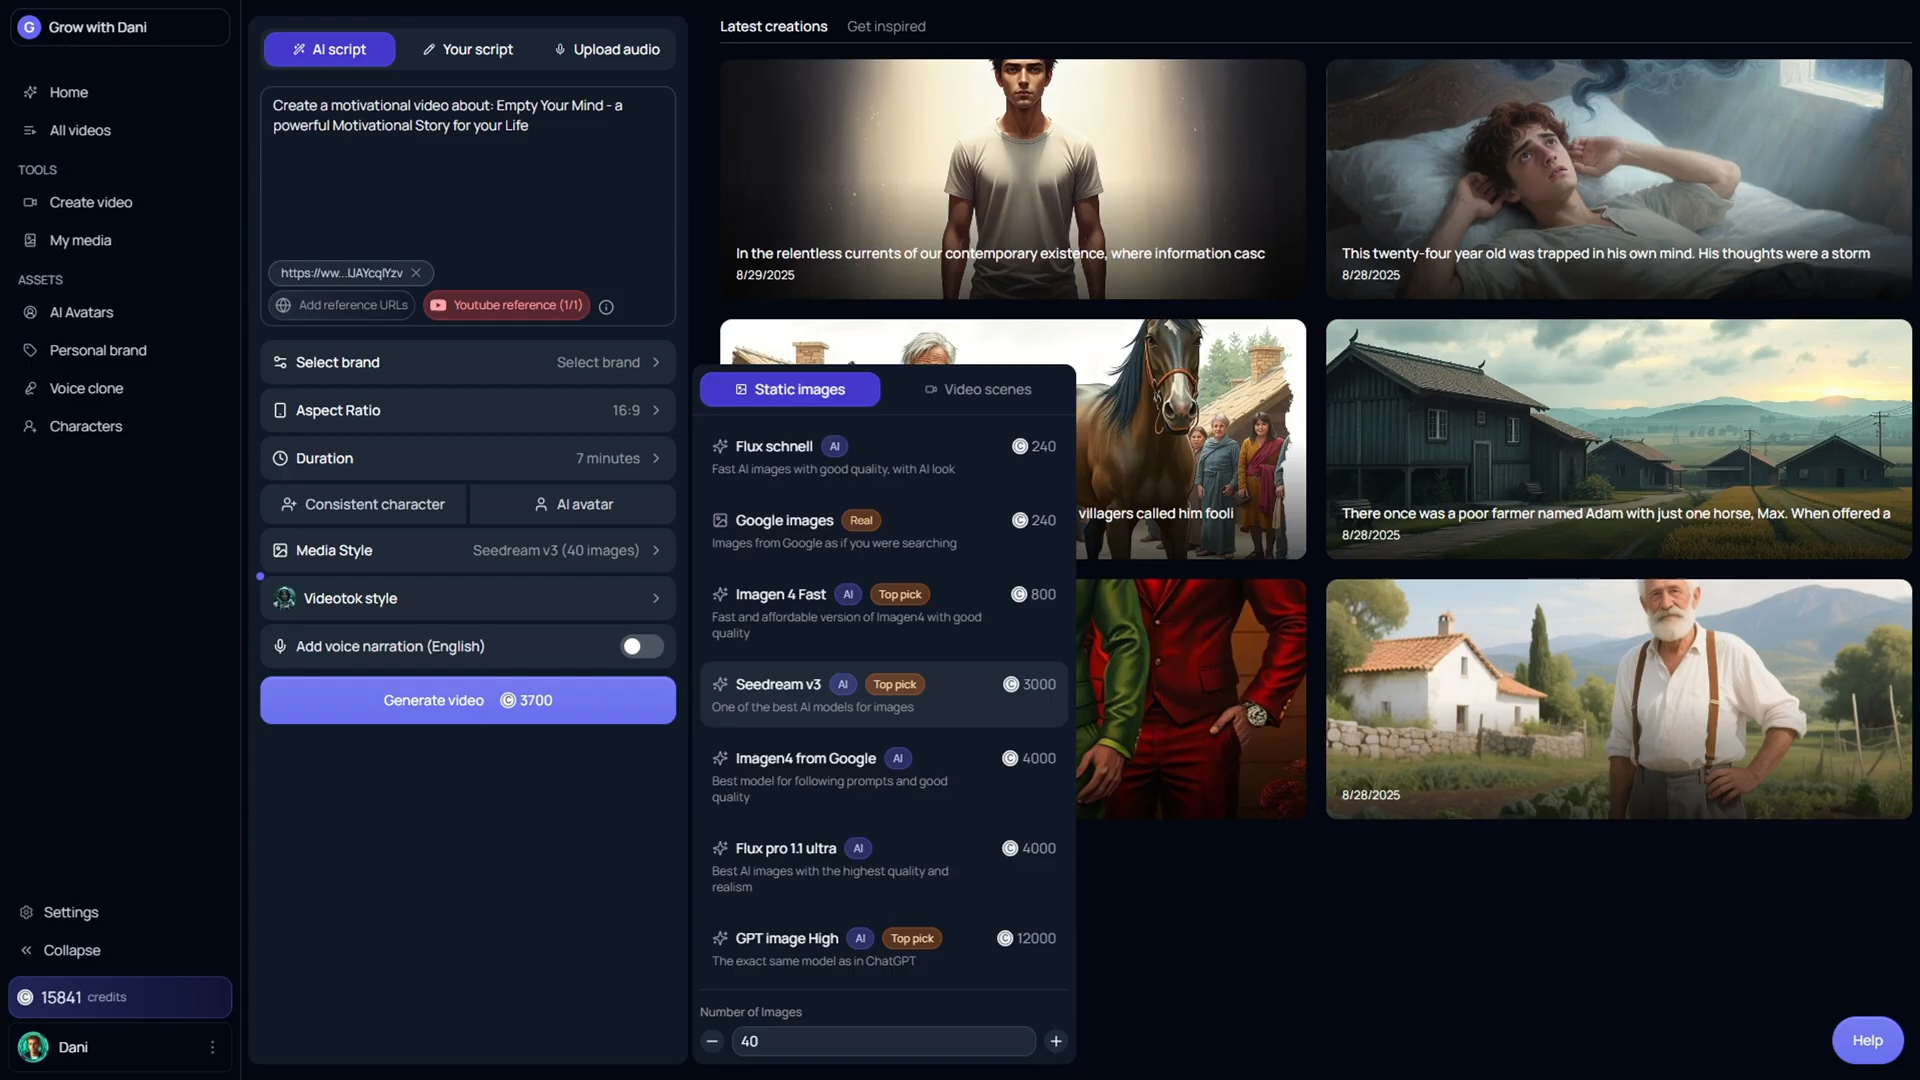 G Grow with Dani
Home
All videos
TOOLS
Create video
My media
ASSETS
AI Avatars
Personal brand
Voice clone
Characters
Settings
Collapse
15841 credits
Dani
AI script
Your script
Upload audio
Create a motivational video about: Empty Your Mind - a
powerful Motivational Story for your Life
https://ww...IJAYcqlYzv
Add reference URLs
Youtube reference (1/1)
Select brand
Select brand
Aspect Ratio
16:9
Duration
7 minutes
Consistent character
AI avatar
Media Style
Seedream v3 (40 images)
Videotok style
Add voice narration (English)
Generate video
3700
Static images
Video scenes
Flux schnell AI 240
Fast AI images with good quality, with AI look
Google images Real 240
Images from Google as if you were searching
Imagen 4 Fast AI Top pick 800
Fast and affordable version of Imagen4 with good
quality
Seedream v3 AI Top pick 3000
One of the best AI models for images
Imagen4 from Google AI 4000
Best model for following prompts and good
quality
Flux pro 1.1 ultra AI 4000
Best AI images with the highest quality and
realism
GPT image High AI Top pick 12000
The exact same model as in ChatGPT
Number of Images
40
Latest creations
Get inspired
In the relentless currents of our contemporary existence, where information casc
8/29/2025
This twenty-four year old was trapped in his own mind. His thoughts were a storm
8/28/2025
villagers called him fooli
There once was a poor farmer named Adam with just one horse, Max. When offered a
8/28/2025
8/28/2025
Help